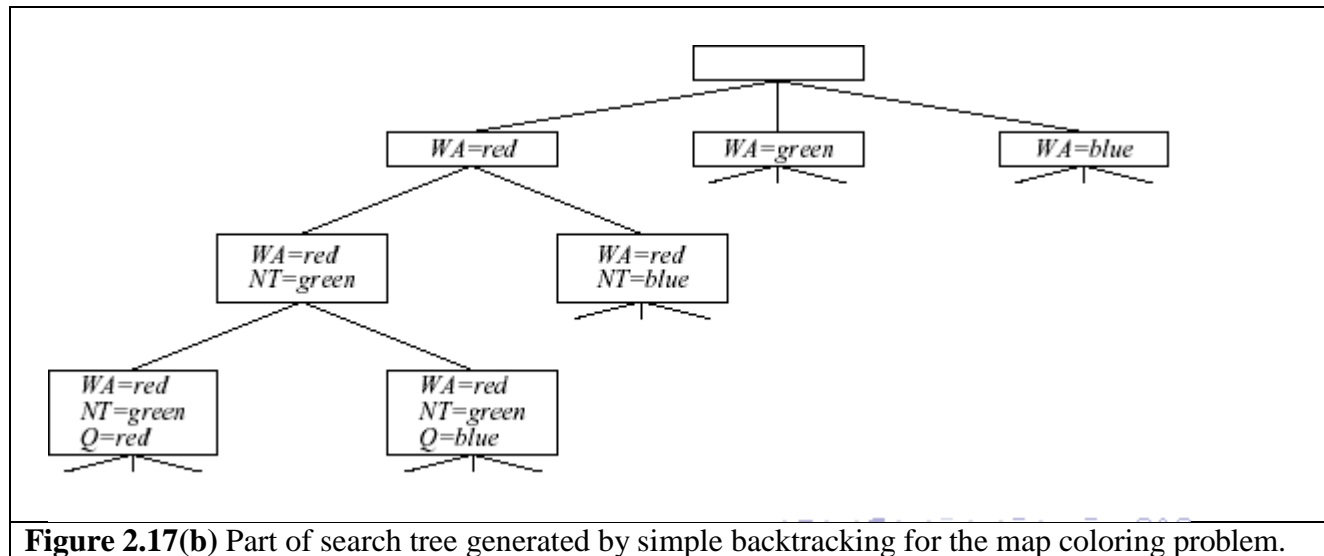 WA=red
WA=green
WA=blue
WA=red
NT=green
WA=red
NT=blue
WA=red
NT=green
Q=red
WA=red
NT=green
Q=blue
Figure 2.17(b) Part of search tree generated by simple backtracking for the map coloring problem.